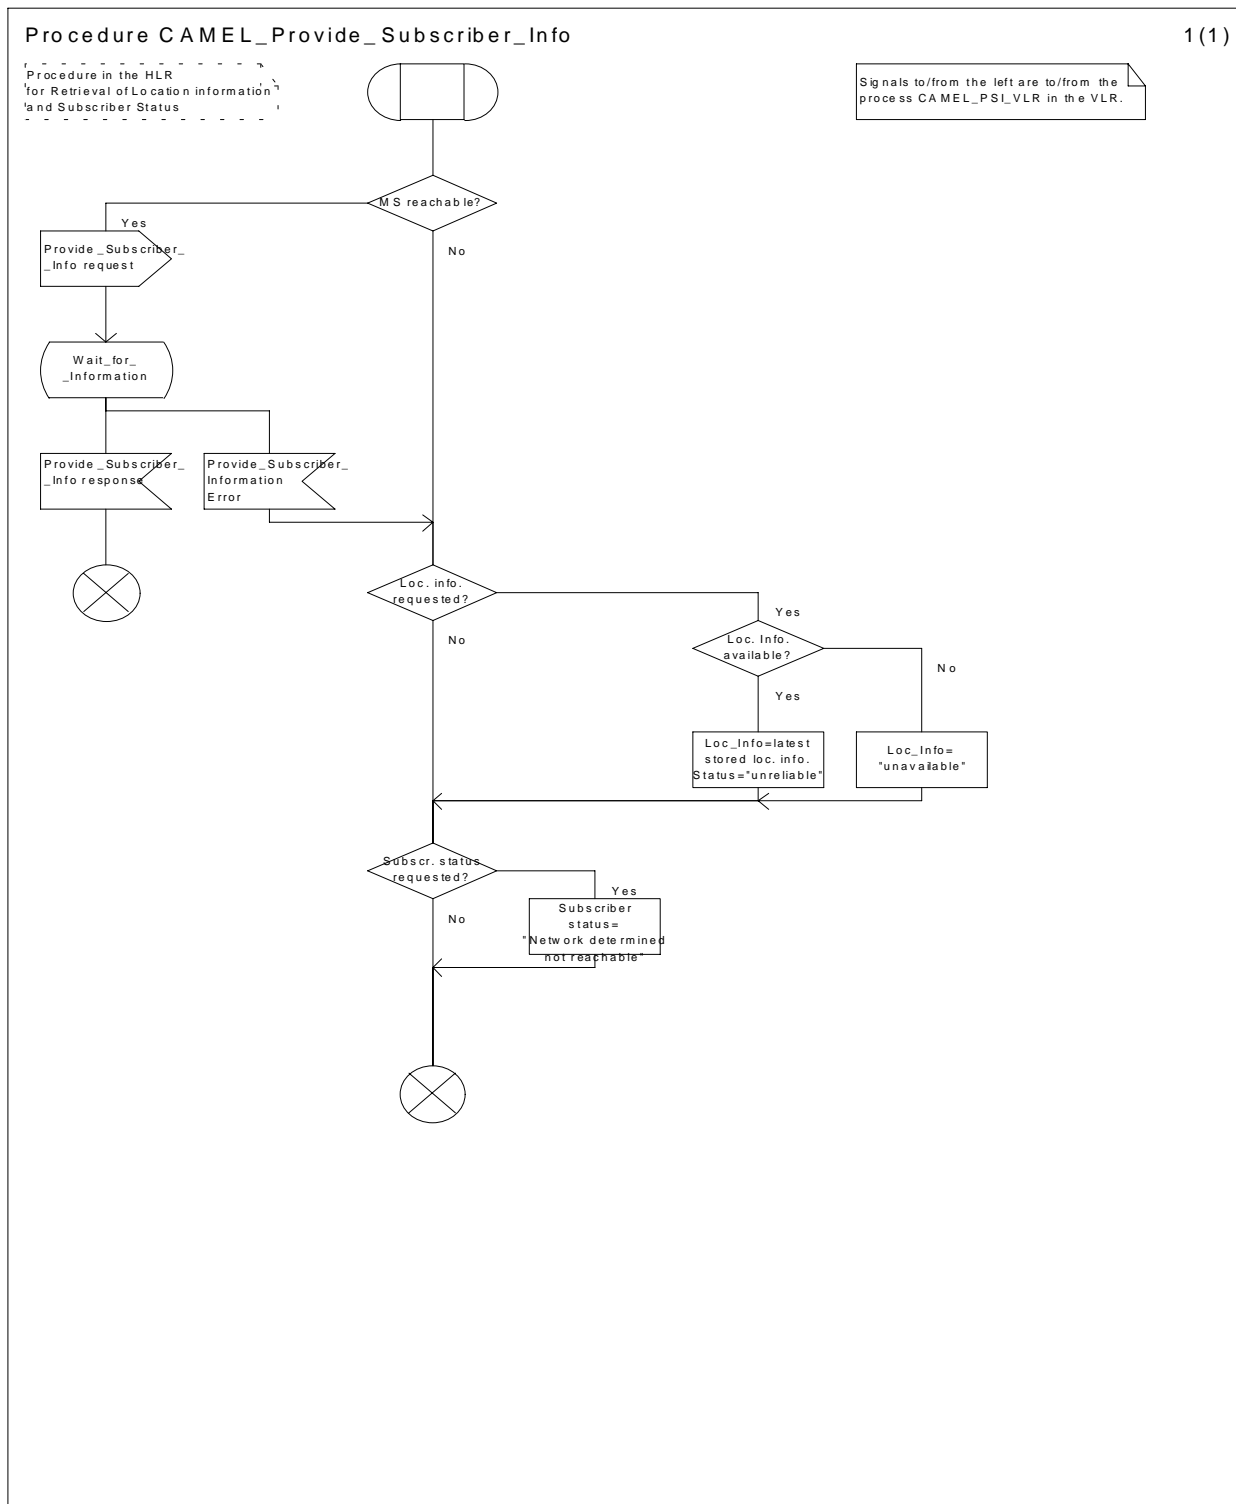 Procedure CAMEL_Provide_Subscriber_Info
1(1)
Procedure in the HLR
for Retrieval of Location information
and Subscriber Status
Signals to/from the left are to/from the
process CAMEL_PSI_VLR in the VLR.
MS reachable?
Yes
No
Provide_Subscriber_
_Info request
Wait_for_
_Information
Provide_Subscriber_
_Info response
Provide_Subscriber_
Information
Error
Loc. info.
requested?
Yes
No
Loc. Info.
available?
No
Yes
Loc_Info=latest
stored loc. info.
Status="unreliable"
Loc_Info=
"unavailable"
Subscr. status
requested?
Yes
No
Subscriber
status=
"Network determined
not reachable"